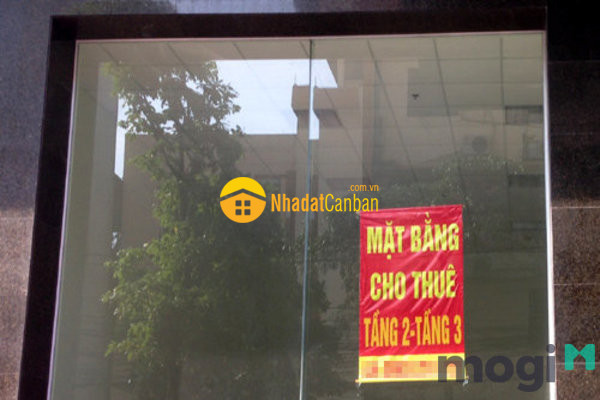 .com.vn
NhadatCanban
MẶT BẰNG
CHO THUÊ
TẦNG 2-TẦNG 3
mogi